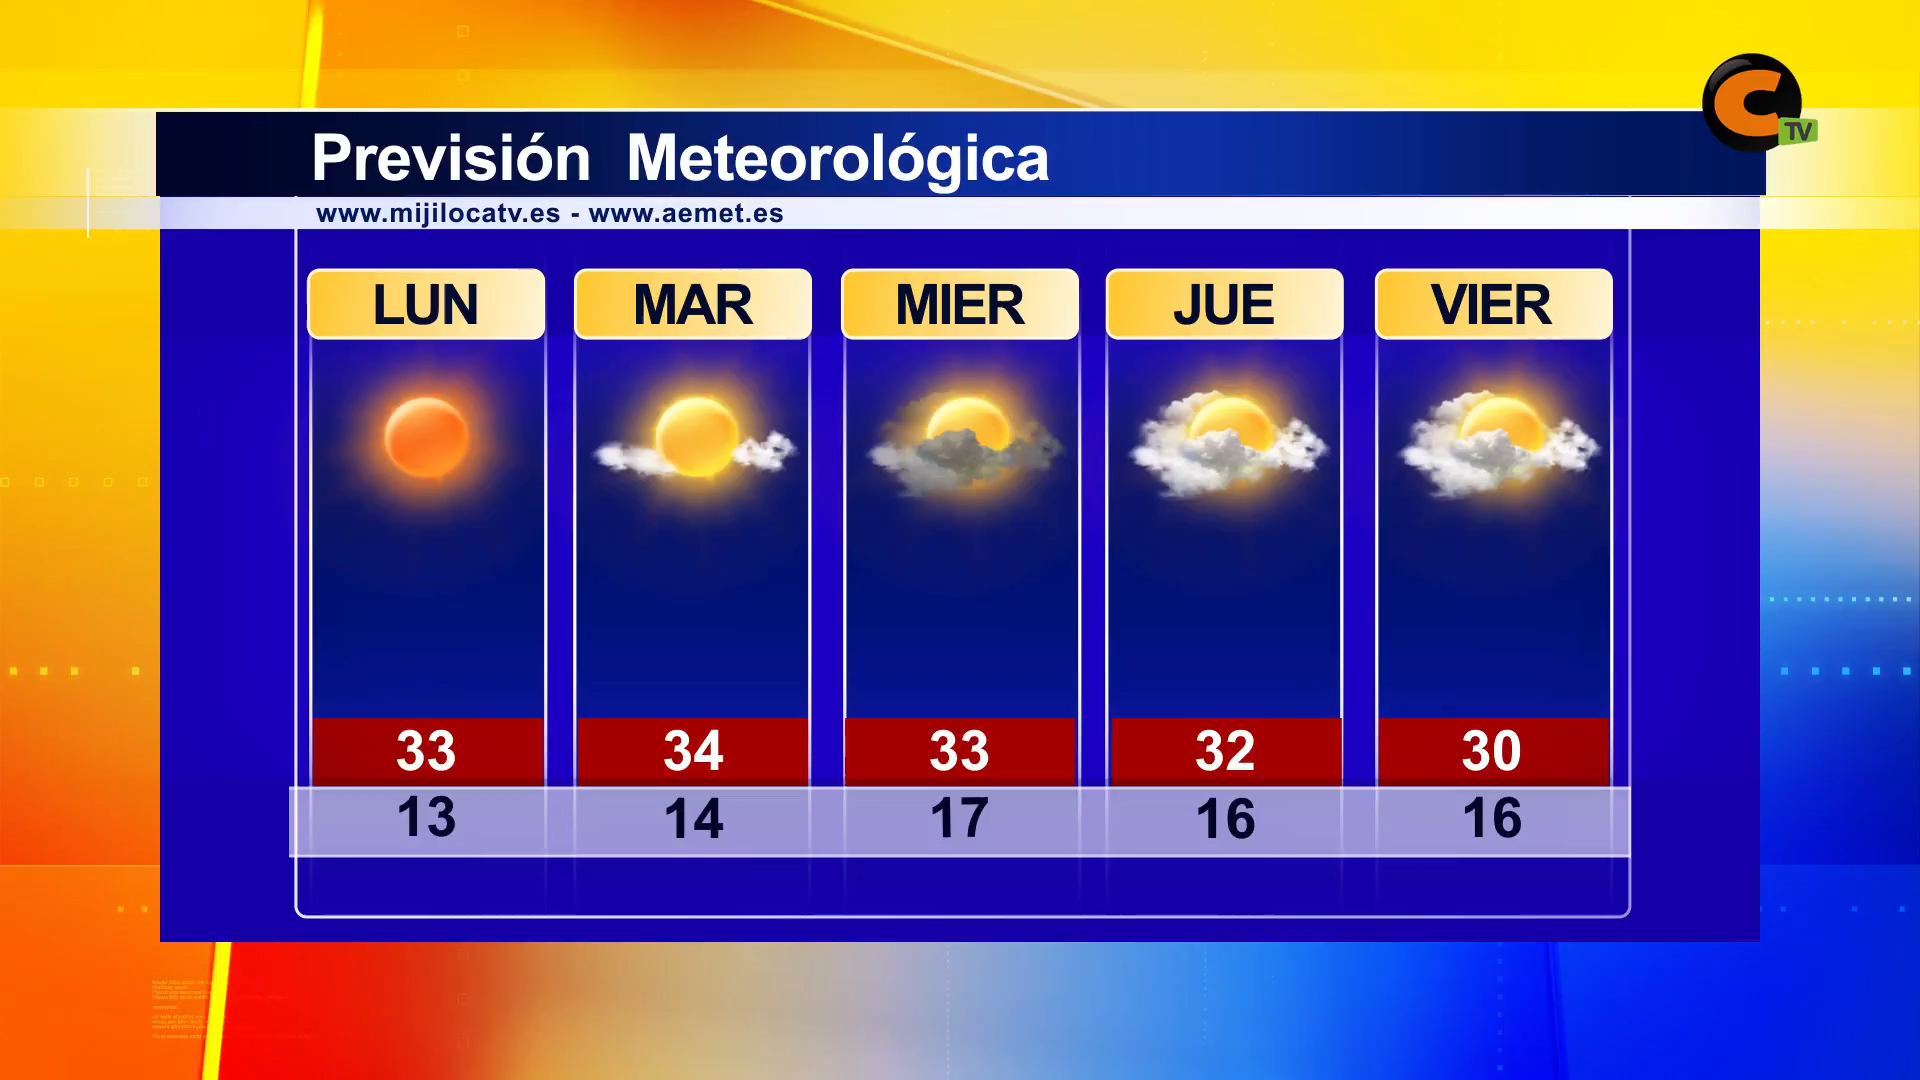 C TV
Previsión Meteorológica
www.mijilocatv.es - www.aemet.es
LUN MAR MIER JUE VIER
33 34 33 32 30
13 14 17 16 16